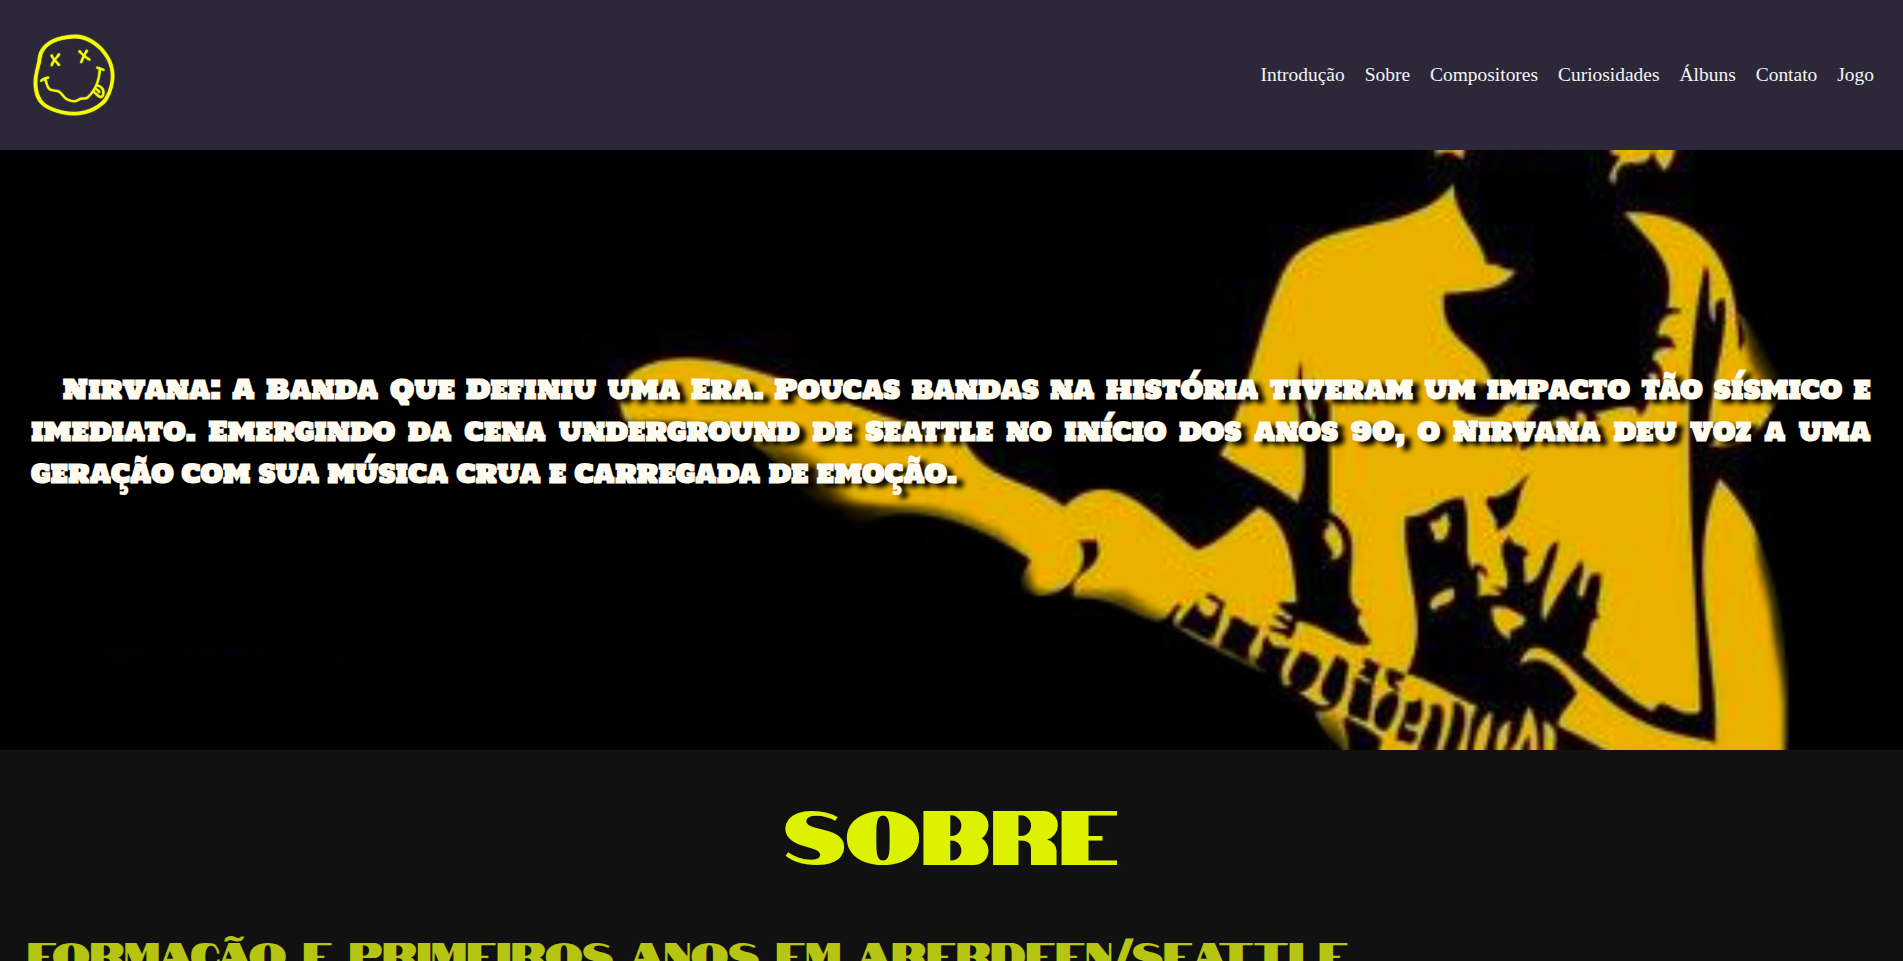 Introdução Sobre Compositores Curiosidades Álbuns Contato Jogo
Nirvana: A Banda Que Definiu uma Era. Poucas bandas na história tiveram um impacto tão sísmico e
imediato. Emergindo da cena underground de Seattle no início dos anos 90, o Nirvana deu voz a uma
geração com sua música crua e carregada de emoção.
SOBRE
FORMAÇÃO E PRIMEIROS ANOS EM ABERDEEN/SEATTLE